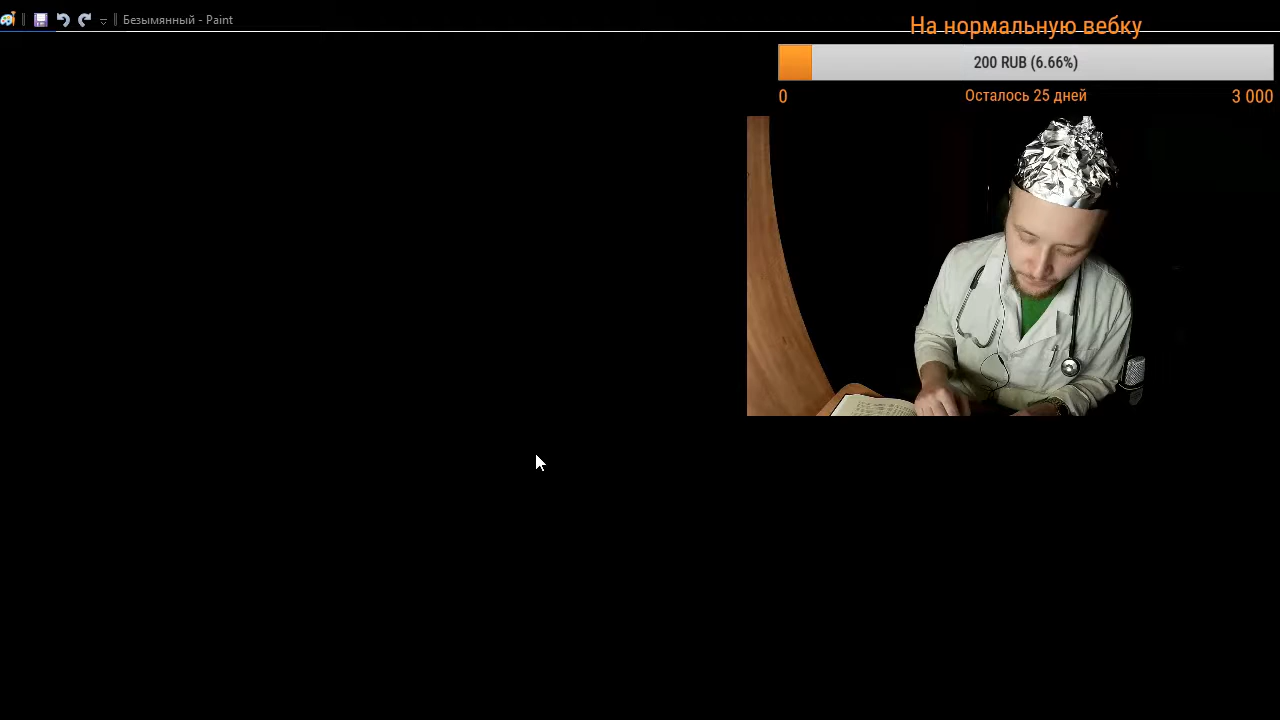 Безымянный - Paint
На нормальную вебку
200 RUB (6.66%)
0
Осталось 25 дней
3 000